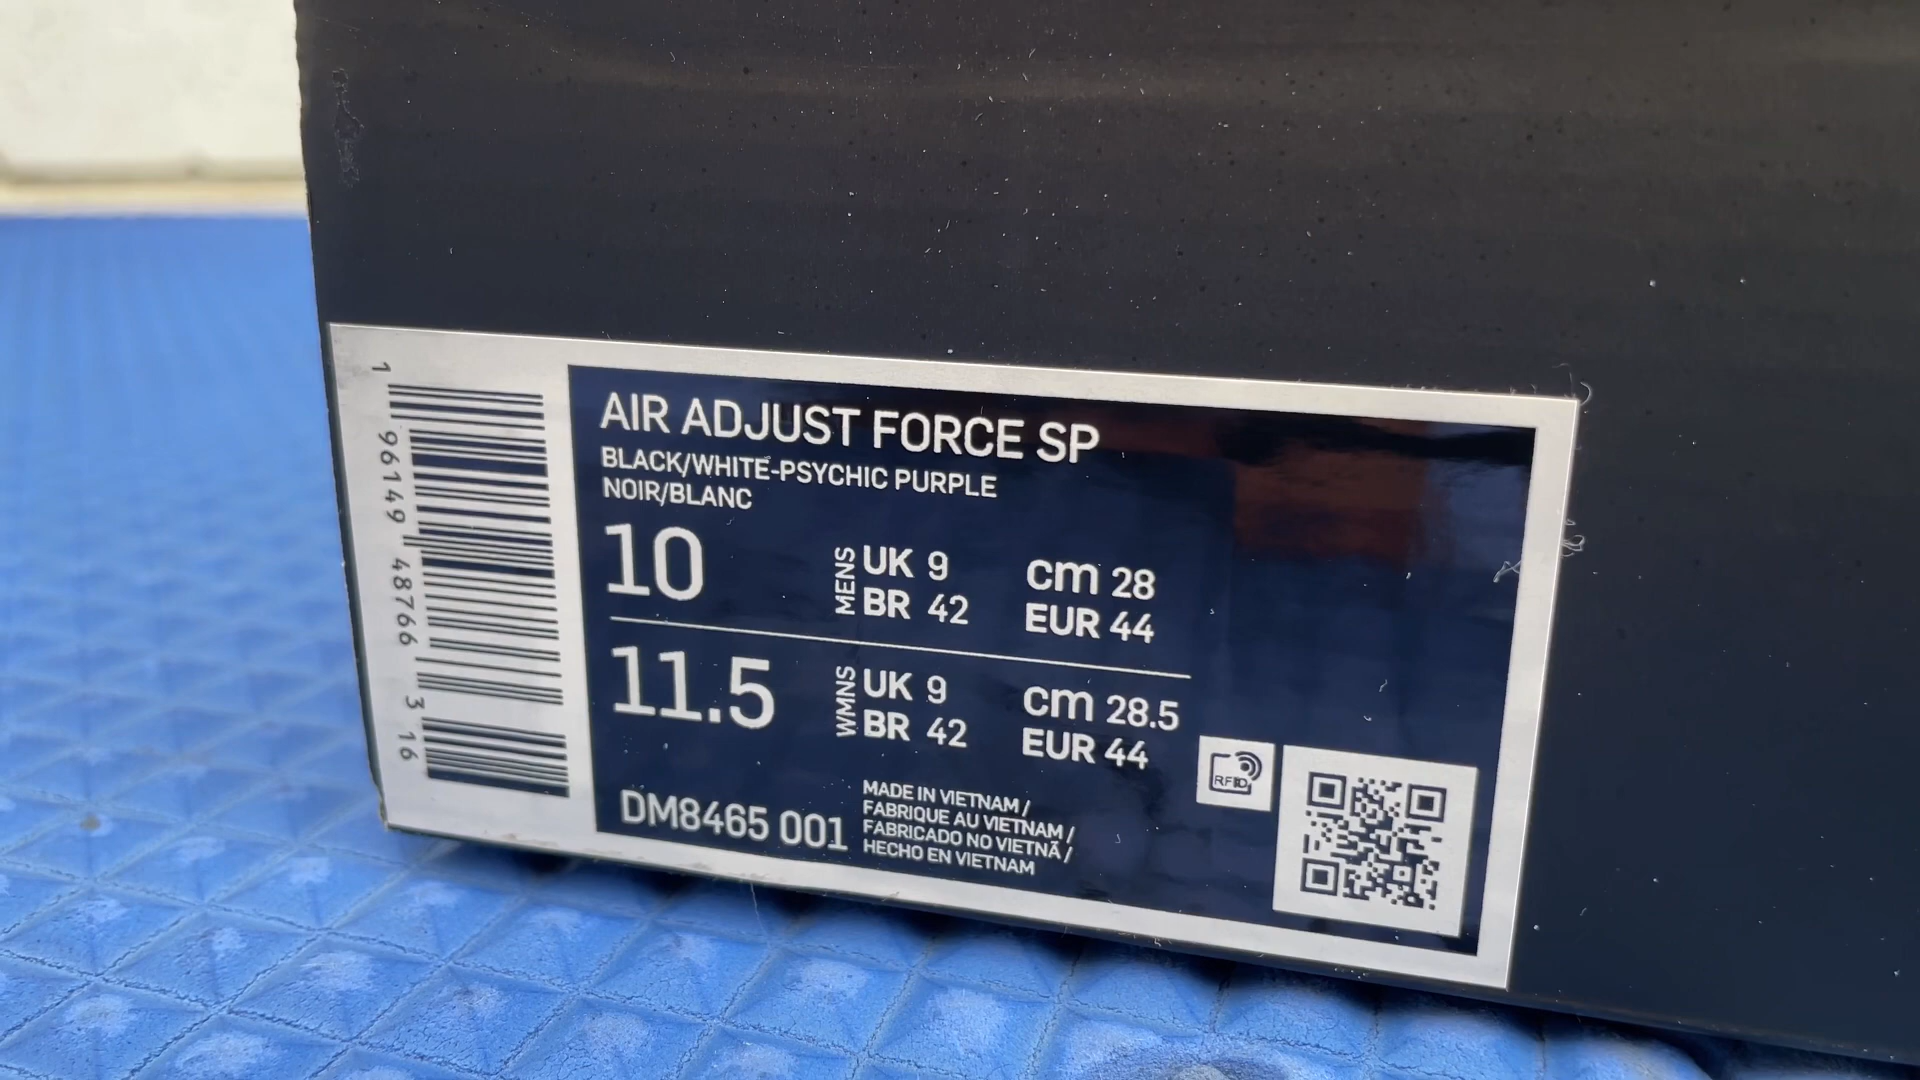 AIR ADJUST FORCE SP
BLACK/WHITE-PSYCHIC PURPLE
NOIR/BLANC
10
MENS
UK 9
BR 42
cm 28
EUR 44
11.5
WMNS
UK 9
BR 42
cm 28.5
EUR 44
DM8465 001
MADE IN VIETNAM /
FABRIQUE AU VIETNAM /
FABRICADO NO VIETNÃ /
HECHO EN VIETNAM
RFID
1 96149 48766 3 16